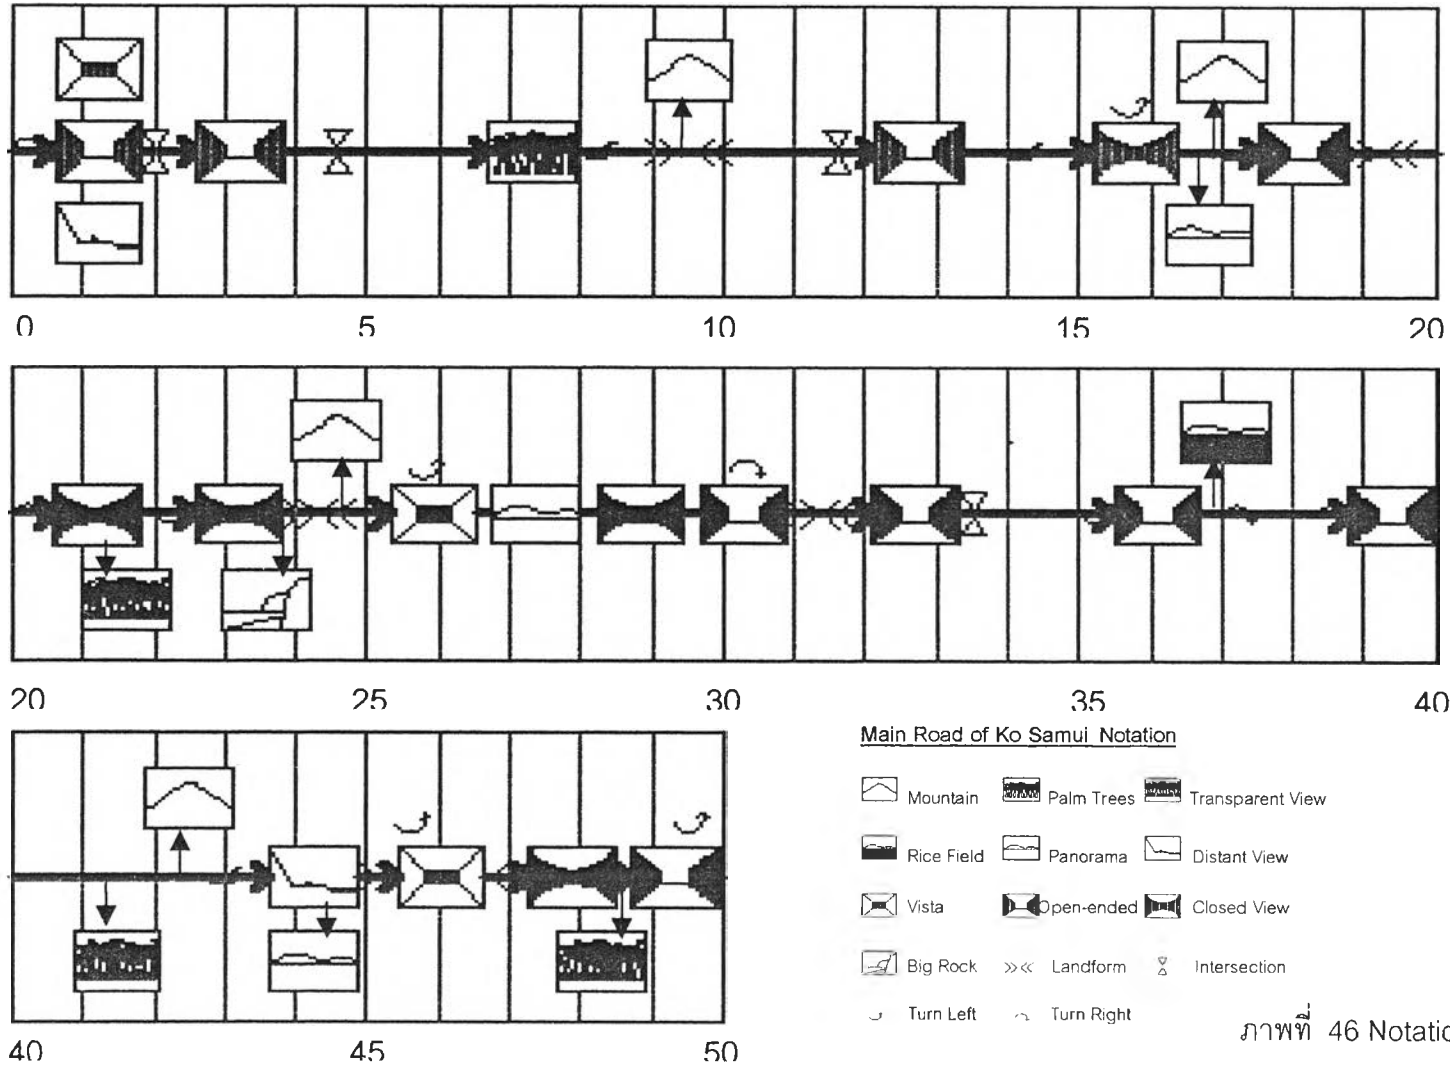 0 5 10 15 20
20 25 30 35 40
40 45 50
Main Road of Ko Samui Notation
Mountain Palm Trees Transparent View
Rice Field Panorama Distant View
Vista Open-ended Closed View
Big Rock Landform Intersection
Turn Left Turn Right
ภาพที่ 46 Notatio